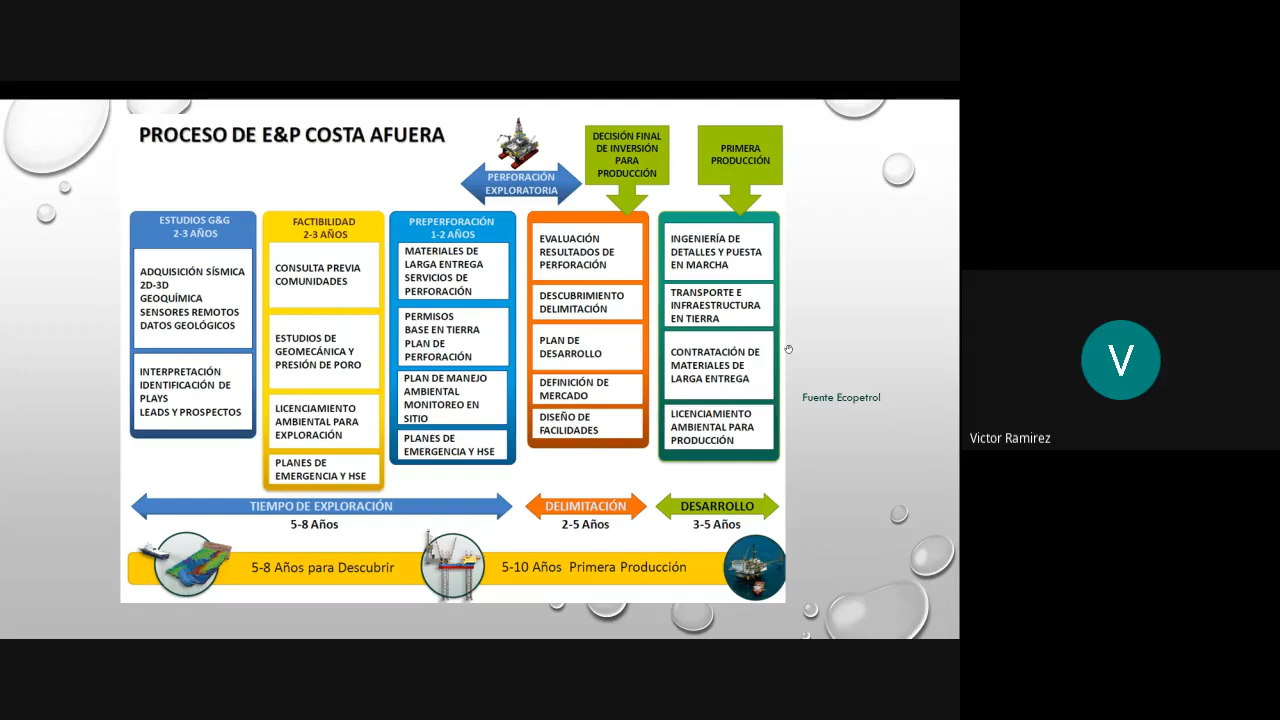 PROCESO DE E&P COSTA AFUERA
PERFORACIÓN
EXPLORATORIA
DECISIÓN FINAL
DE INVERSIÓN
PARA
PRODUCCIÓN
PRIMERA
PRODUCCIÓN
ESTUDIOS G&G
2-3 AÑOS
ADQUISICIÓN SÍSMICA
2D-3D
GEOQUÍMICA
SENSORES REMOTOS
DATOS GEOLÓGICOS
INTERPRETACIÓN
IDENTIFICACIÓN DE
PLAYS
LEADS Y PROSPECTOS
FACTIBILIDAD
2-3 AÑOS
CONSULTA PREVIA
COMUNIDADES
ESTUDIOS DE
GEOMECÁNICA Y
PRESIÓN DE PORO
LICENCIAMIENTO
AMBIENTAL PARA
EXPLORACIÓN
PLANES DE
EMERGENCIA Y HSE
PREPERFORACIÓN
1-2 AÑOS
MATERIALES DE
LARGA ENTREGA
SERVICIOS DE
PERFORACIÓN
PERMISOS
BASE EN TIERRA
PLAN DE
PERFORACIÓN
PLAN DE MANEJO
AMBIENTAL
MONITOREO EN
SITIO
PLANES DE
EMERGENCIA Y HSE
EVALUACIÓN
RESULTADOS DE
PERFORACIÓN
DESCUBRIMIENTO
DELIMITACIÓN
PLAN DE
DESARROLLO
DEFINICIÓN DE
MERCADO
DISEÑO DE
FACILIDADES
INGENIERÍA DE
DETALLES Y PUESTA
EN MARCHA
TRANSPORTE E
INFRAESTRUCTURA
EN TIERRA
CONTRATACIÓN DE
MATERIALES DE
LARGA ENTREGA
LICENCIAMIENTO
AMBIENTAL PARA
PRODUCCIÓN
Fuente Ecopetrol
TIEMPO DE EXPLORACIÓN
5-8 Años
DELIMITACIÓN
2-5 Años
DESARROLLO
3-5 Años
5-8 Años para Descubrir
5-10 Años Primera Producción
V
Victor Ramirez